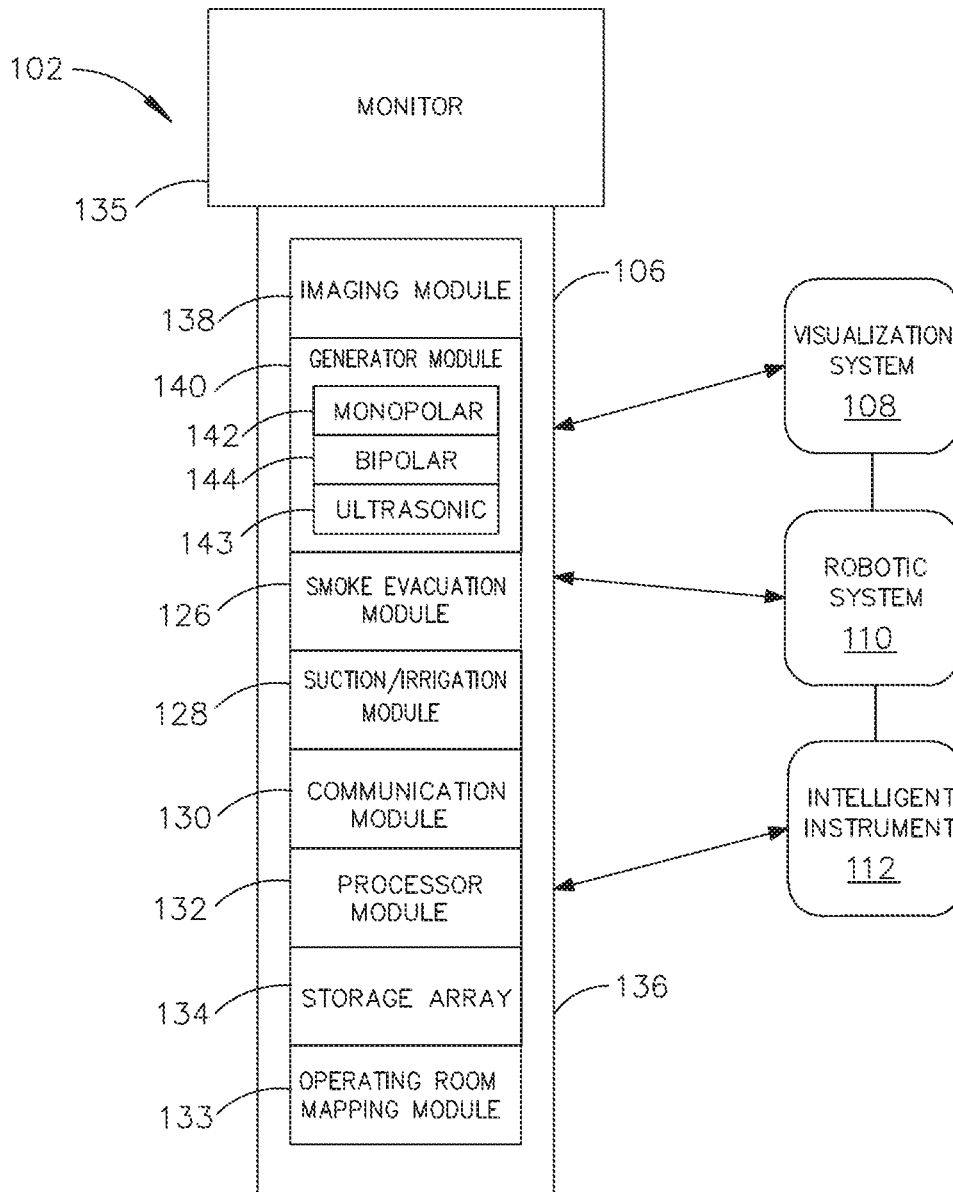 102
MONITOR
135
106
IMAGING MODULE
138
GENERATOR MODULE
140
MONOPOLAR
142
BIPOLAR
144
ULTRASONIC
143
SMOKE EVACUATION
MODULE
126
SUCTION/IRRIGATION
MODULE
128
COMMUNICATION
MODULE
130
PROCESSOR
MODULE
132
STORAGE ARRAY
134
136
OPERATING ROOM
MAPPING MODULE
133
VISUALIZATION
SYSTEM
108
ROBOTIC
SYSTEM
110
INTELLIGENT
INSTRUMENT
112